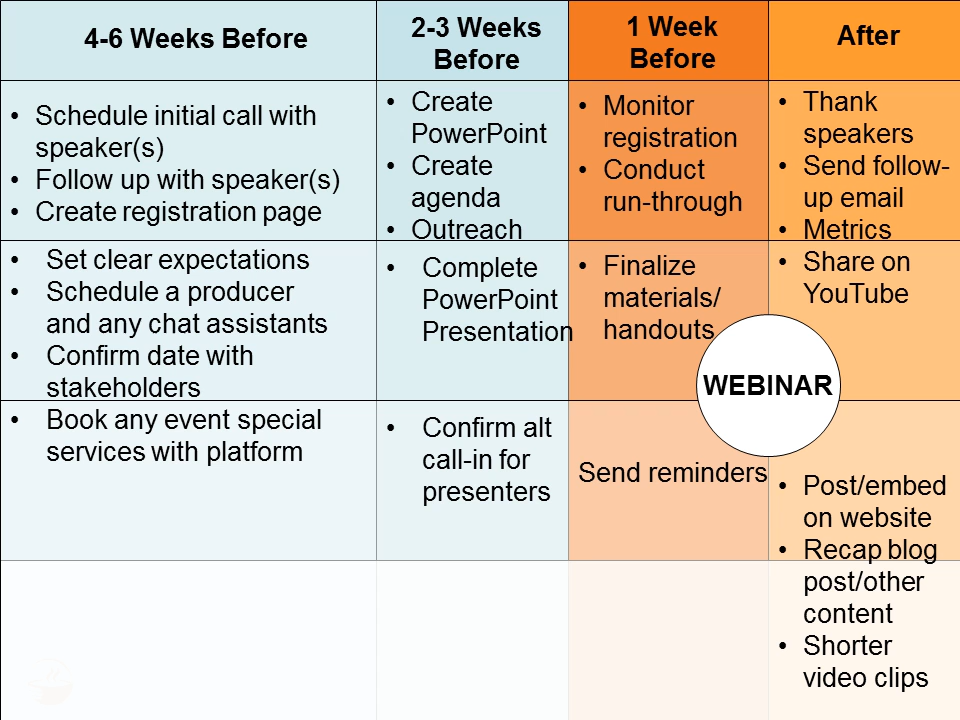 4-6 Weeks Before
2-3 Weeks
Before
1 Week
Before
After
• Schedule initial call with
speaker(s)
• Follow up with speaker(s)
• Create registration page
• Create
PowerPoint
• Create
agenda
• Outreach
• Monitor
registration
• Conduct
run-through
• Thank
speakers
• Send follow-
up email
• Metrics
• Share on
YouTube
• Set clear expectations
• Schedule a producer
and any chat assistants
• Confirm date with
stakeholders
• Book any event special
services with platform
• Complete
PowerPoint
Presentation
• Finalize
materials/
handouts
WEBINAR
• Confirm alt
call-in for
presenters
Send reminders
• Post/embed
on website
• Recap blog
post/other
content
• Shorter
video clips